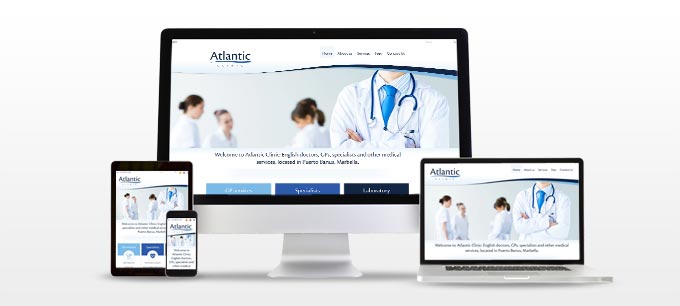 Atlantic
CLINIC
Home About us Services Fees Contact Us
Welcome to Atlantic Clinic: English doctors, GPs, specialists and other medical
services, located in Puerto Banus, Marbella.
GP services Specialists Laboratory
Atlantic
Welcome to Atlantic Clinic: English
doctors, GPs, specialists and other
medical services, located in
Puerto Banus, Marbella.
Atlantic
Welcome to Atlantic
Clinic: English doctors,
GPs, specialists and
other medical
Atlantic
CLINIC
Home About us Services Fees Contact Us
Welcome to Atlantic Clinic: English doctors, GPs, specialists and other medical
services, located in Puerto Banus, Marbella.